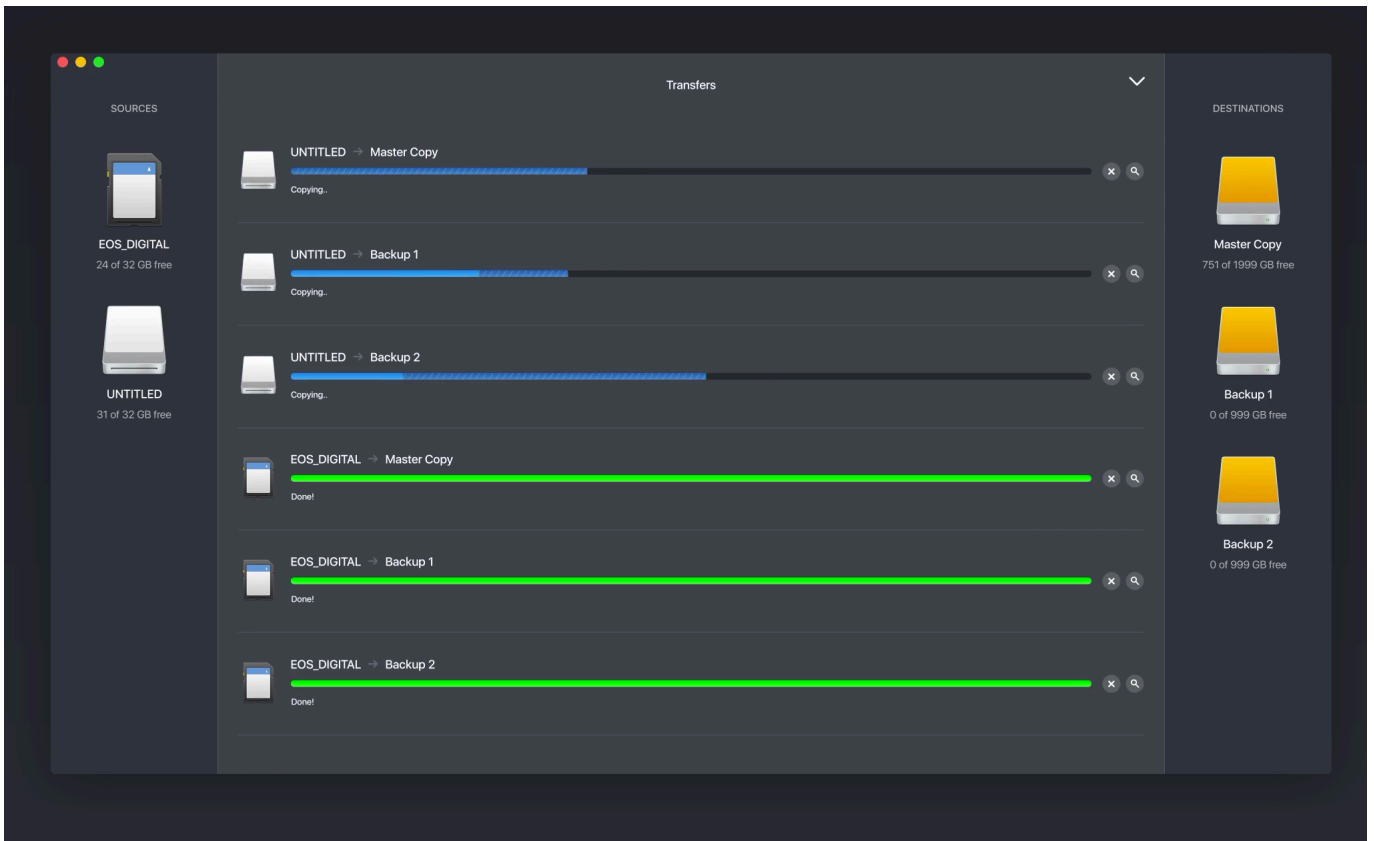 Transfers
SOURCES
EOS_DIGITAL
24 of 32 GB free
UNTITLED
31 of 32 GB free
UNTITLED → Master Copy
Copying..
UNTITLED → Backup 1
Copying..
UNTITLED → Backup 2
Copying..
EOS_DIGITAL → Master Copy
Done!
EOS_DIGITAL → Backup 1
Done!
EOS_DIGITAL → Backup 2
Done!
DESTINATIONS
Master Copy
751 of 1999 GB free
Backup 1
0 of 999 GB free
Backup 2
0 of 999 GB free